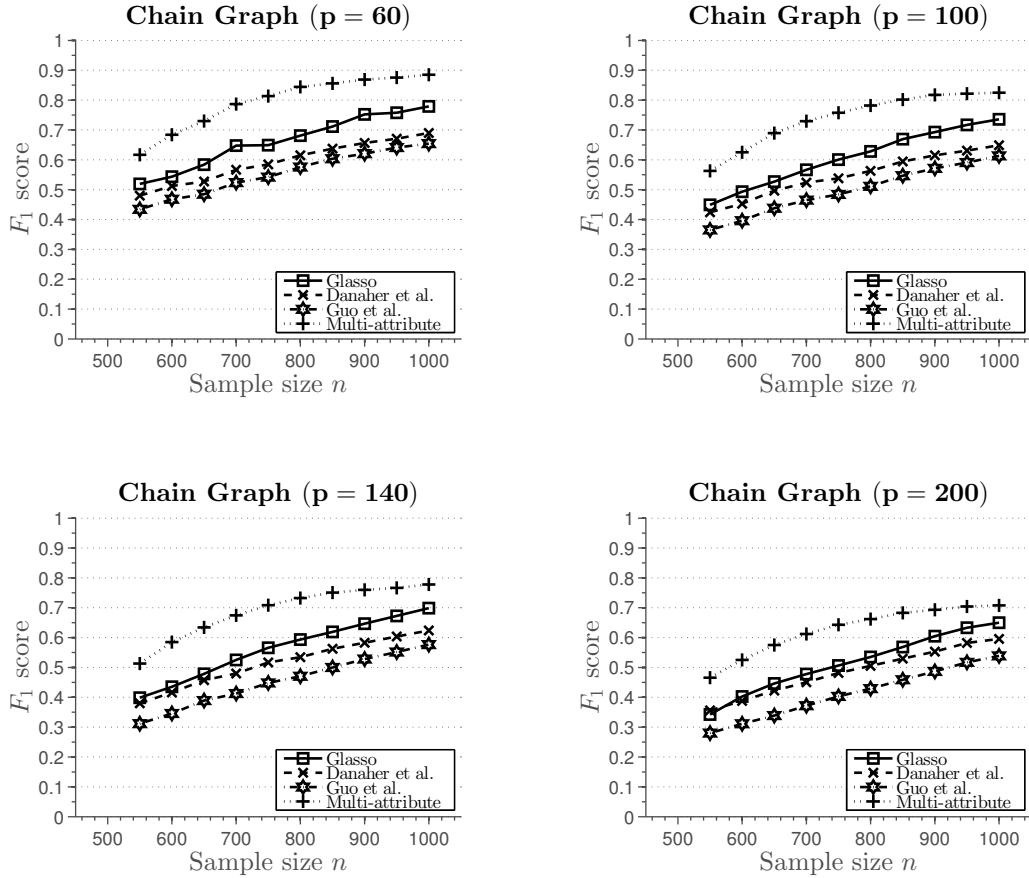 Chain Graph (p = 60)
1
0.9
0.8
0.7
0.6
0.5
0.4
0.3
0.2
0.1
0
F1 score
500 600 700 800 900 1000
Sample size n
Glasso
Danaher et al.
Guo et al.
Multi-attribute
Chain Graph (p = 100)
1
0.9
0.8
0.7
0.6
0.5
0.4
0.3
0.2
0.1
0
F1 score
500 600 700 800 900 1000
Sample size n
Glasso
Danaher et al.
Guo et al.
Multi-attribute
Chain Graph (p = 140)
1
0.9
0.8
0.7
0.6
0.5
0.4
0.3
0.2
0.1
0
F1 score
500 600 700 800 900 1000
Sample size n
Glasso
Danaher et al.
Guo et al.
Multi-attribute
Chain Graph (p = 200)
1
0.9
0.8
0.7
0.6
0.5
0.4
0.3
0.2
0.1
0
F1 score
500 600 700 800 900 1000
Sample size n
Glasso
Danaher et al.
Guo et al.
Multi-attribute